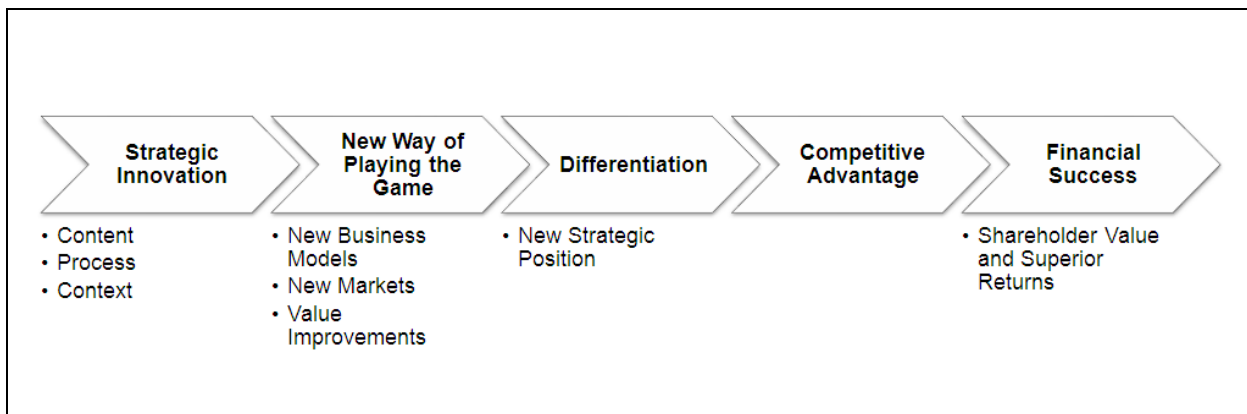 Strategic
Innovation
New Way of
Playing the
Game
Differentiation
Competitive
Advantage
Financial
Success
• Content
• Process
• Context
• New Business
Models
• New Markets
• Value
Improvements
• New Strategic
Position
• Shareholder Value
and Superior
Returns